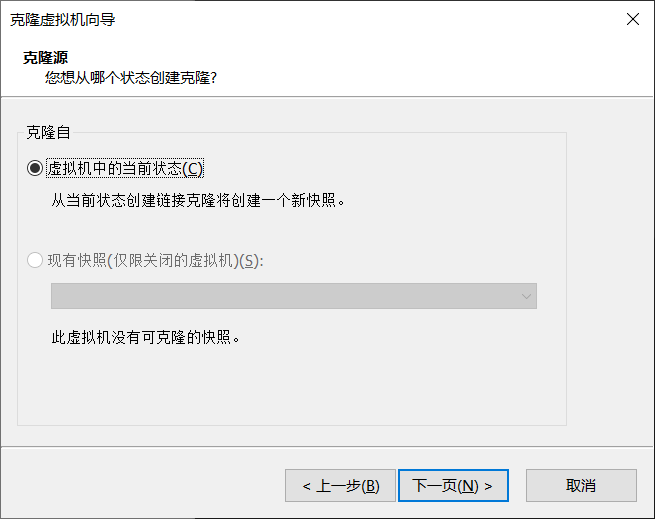 克隆虚拟机向导
克隆源
您想从哪个状态创建克隆?
克隆自
虚拟机中的当前状态(C)
从当前状态创建链接克隆将创建一个新快照。
现有快照(仅限关闭的虚拟机)(S):
此虚拟机没有可克隆的快照。
< 上一步(B) 下一页(N) > 取消